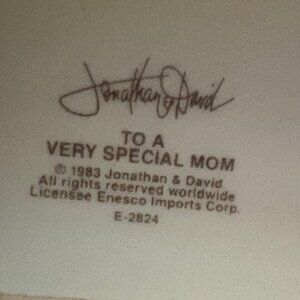 Jonathan & David
TO A
VERY SPECIAL MOM
© 1983 Jonathan & David
All rights reserved worldwide
Licensee Enesco Imports Corp.
E-2824